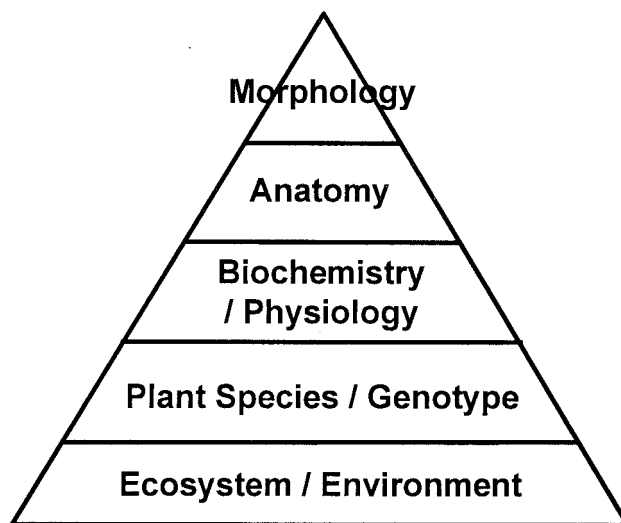 Morphology
Anatomy
Biochemistry
/ Physiology
Plant Species / Genotype
Ecosystem / Environment